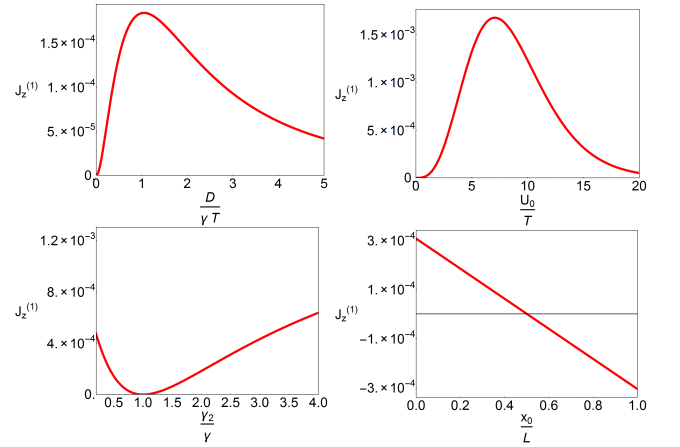 1.5×10⁻⁴
J_z⁽¹⁾ 1.×10⁻⁴
5.×10⁻⁵
0
0 1 2 3 4 5
D
γ T
1.5×10⁻³
J_z⁽¹⁾ 1.×10⁻³
5.×10⁻⁴
0
0 5 10 15 20
U₀
T
1.2×10⁻³
8.×10⁻⁴
J_z⁽¹⁾
4.×10⁻⁴
0.
0.5 1.0 1.5 2.0 2.5 3.0 3.5 4.0
γ₂
γ
3.×10⁻⁴
1.×10⁻⁴
J_z⁽¹⁾
−1.×10⁻⁴
−3.×10⁻⁴
0.0 0.2 0.4 0.6 0.8 1.0
x₀
L